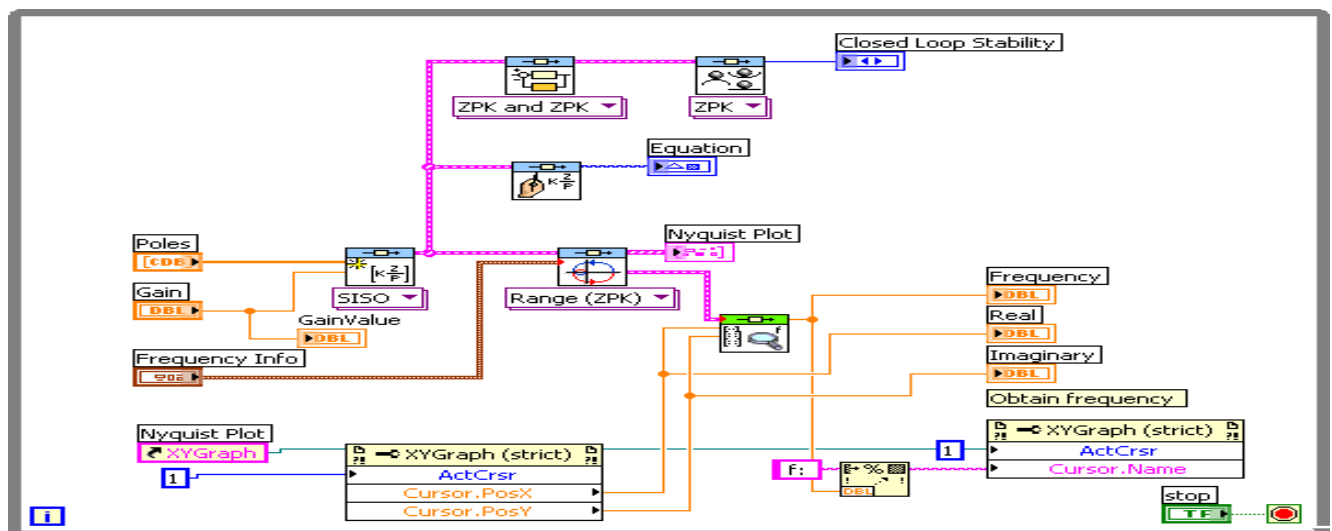 Closed Loop Stability
ZPK and ZPK
ZPK
Equation
K Z/P
Nyquist Plot
Poles
[CDB]
[K Z/P]
Gain
DBL
SISO
Range (ZPK)
GainValue
DBL
Frequency Info
Frequency
DBL
Real
DBL
Imaginary
DBL
Obtain frequency
Nyquist Plot
XYGraph
1
?! XYGraph (strict) ?!
ActCrsr
Cursor.PosX
Cursor.PosY
1
?! XYGraph (strict) ?!
ActCrsr
Cursor.Name
f:
%
DBL
stop
TF
i